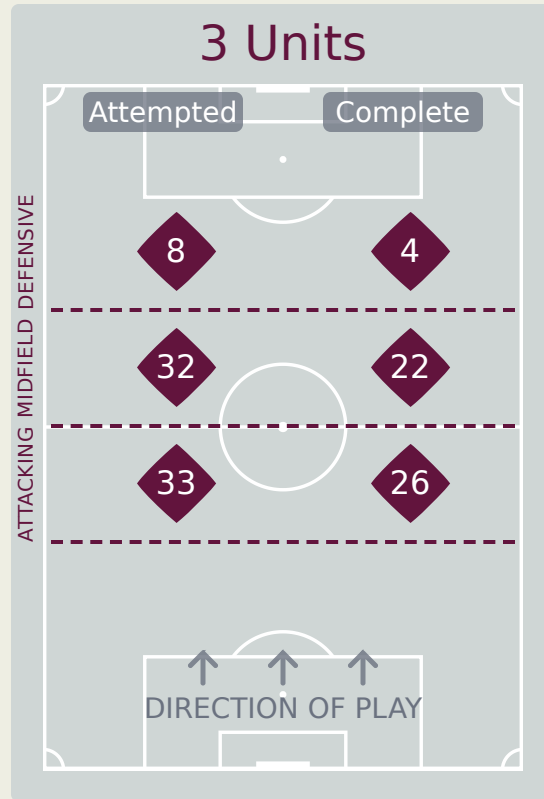 3 Units
Attempted
Complete
ATTACKING MIDFIELD DEFENSIVE
8
4
32
22
33
26
DIRECTION OF PLAY